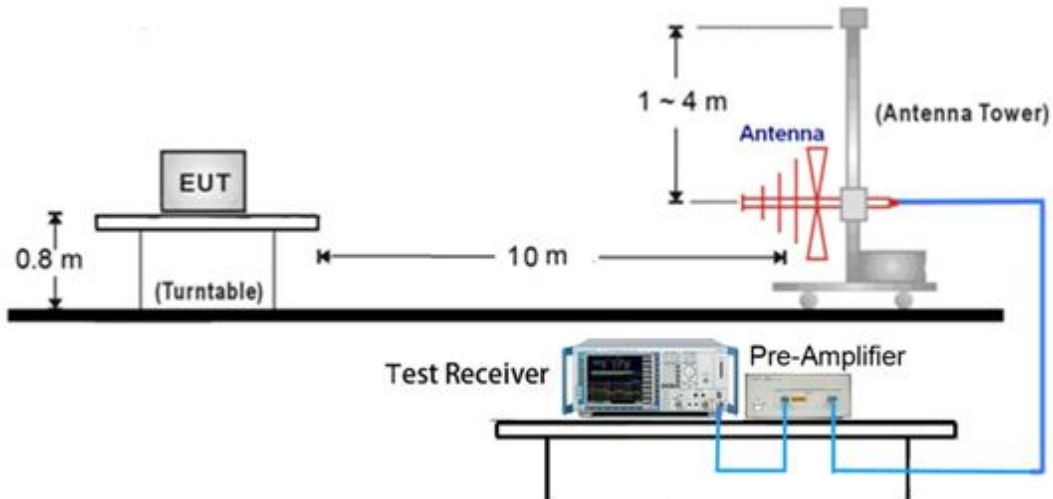 1 ~ 4 m
(Antenna Tower)
Antenna
EUT
0.8 m
10 m
(Turntable)
Test Receiver
Pre-Amplifier